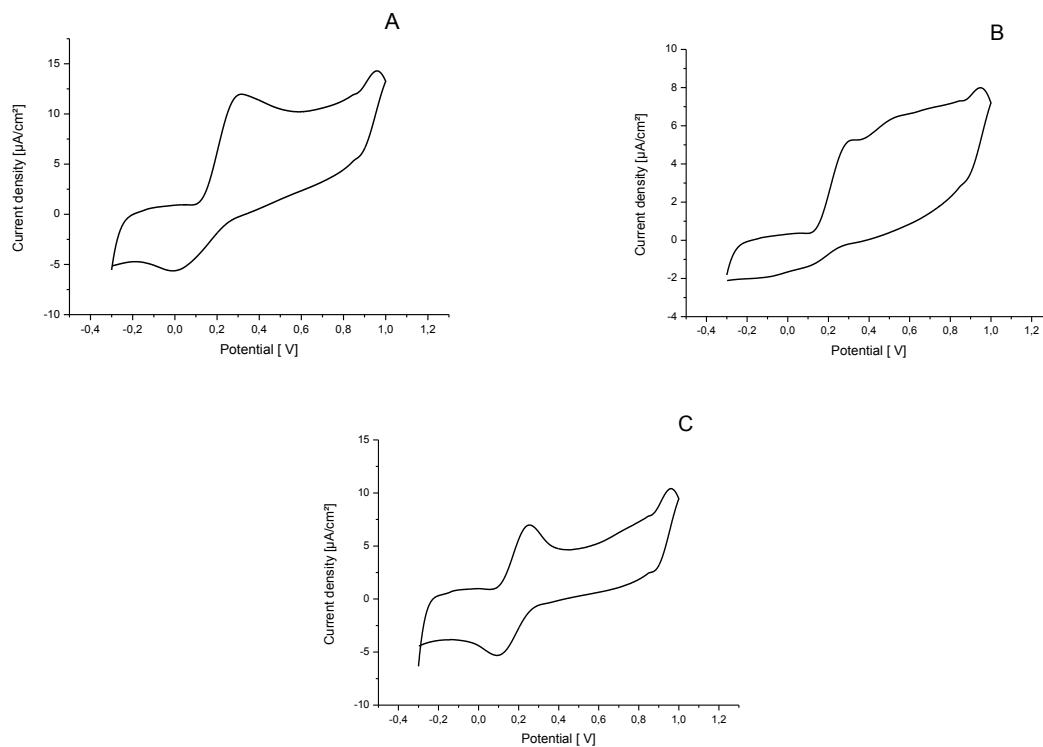 A
15
10
5
0
-5
-10
-0,4 -0,2 0,0 0,2 0,4 0,6 0,8 1,0 1,2
Potential [ V]
Current density [µA/cm²]
B
10
8
6
4
2
0
-2
-4
-0,4 -0,2 0,0 0,2 0,4 0,6 0,8 1,0 1,2
Potential [ V]
Current density [µA/cm²]
C
15
10
5
0
-5
-10
-0,4 -0,2 0,0 0,2 0,4 0,6 0,8 1,0 1,2
Potential [ V]
Current density [µA/cm²]